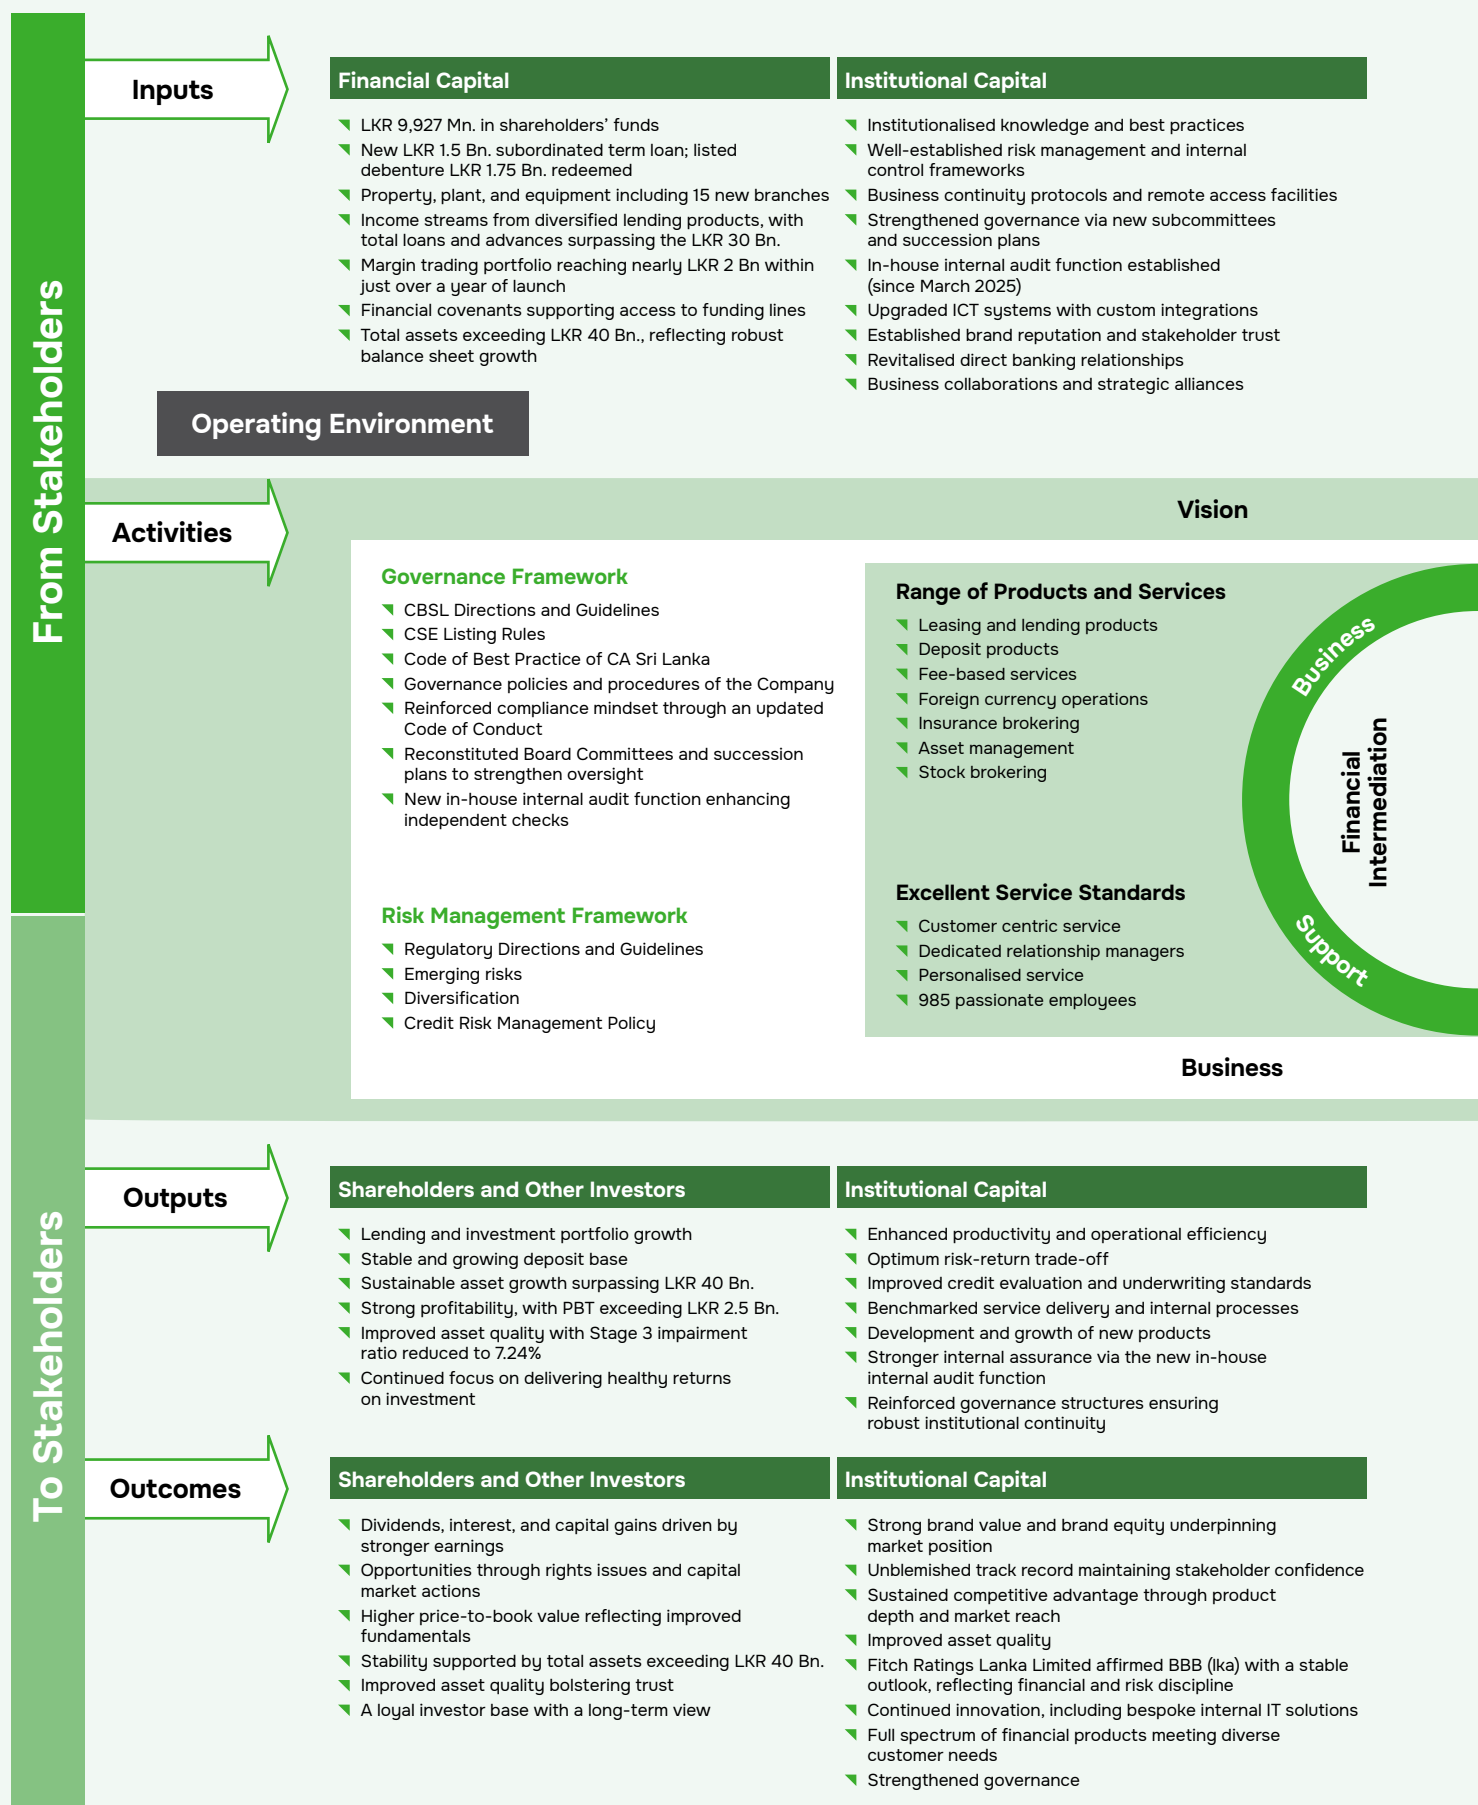 From Stakeholders
Inputs
Financial Capital
LKR 9,927 Mn. in shareholders’ funds
New LKR 1.5 Bn. subordinated term loan; listed
debenture LKR 1.75 Bn. redeemed
Property, plant, and equipment including 15 new branches
Income streams from diversified lending products, with
total loans and advances surpassing the LKR 30 Bn.
Margin trading portfolio reaching nearly LKR 2 Bn within
just over a year of launch
Financial covenants supporting access to funding lines
Total assets exceeding LKR 40 Bn., reflecting robust
balance sheet growth
Institutional Capital
Institutionalised knowledge and best practices
Well-established risk management and internal
control frameworks
Business continuity protocols and remote access facilities
Strengthened governance via new subcommittees
and succession plans
In-house internal audit function established
(since March 2025)
Upgraded ICT systems with custom integrations
Established brand reputation and stakeholder trust
Revitalised direct banking relationships
Business collaborations and strategic alliances
Operating Environment
Activities
Vision
Governance Framework
CBSL Directions and Guidelines
CSE Listing Rules
Code of Best Practice of CA Sri Lanka
Governance policies and procedures of the Company
Reinforced compliance mindset through an updated
Code of Conduct
Reconstituted Board Committees and succession
plans to strengthen oversight
New in-house internal audit function enhancing
independent checks
Risk Management Framework
Regulatory Directions and Guidelines
Emerging risks
Diversification
Credit Risk Management Policy
Range of Products and Services
Leasing and lending products
Deposit products
Fee-based services
Foreign currency operations
Insurance brokering
Asset management
Stock brokering
Excellent Service Standards
Customer centric service
Dedicated relationship managers
Personalised service
985 passionate employees
Business
Financial
Intermediation
Support
Business
To Stakeholders
Outputs
Shareholders and Other Investors
Lending and investment portfolio growth
Stable and growing deposit base
Sustainable asset growth surpassing LKR 40 Bn.
Strong profitability, with PBT exceeding LKR 2.5 Bn.
Improved asset quality with Stage 3 impairment
ratio reduced to 7.24%
Continued focus on delivering healthy returns
on investment
Institutional Capital
Enhanced productivity and operational efficiency
Optimum risk-return trade-off
Improved credit evaluation and underwriting standards
Benchmarked service delivery and internal processes
Development and growth of new products
Stronger internal assurance via the new in-house
internal audit function
Reinforced governance structures ensuring
robust institutional continuity
Outcomes
Shareholders and Other Investors
Dividends, interest, and capital gains driven by
stronger earnings
Opportunities through rights issues and capital
market actions
Higher price-to-book value reflecting improved
fundamentals
Stability supported by total assets exceeding LKR 40 Bn.
Improved asset quality bolstering trust
A loyal investor base with a long-term view
Institutional Capital
Strong brand value and brand equity underpinning
market position
Unblemished track record maintaining stakeholder confidence
Sustained competitive advantage through product
depth and market reach
Improved asset quality
Fitch Ratings Lanka Limited affirmed BBB (lka) with a stable
outlook, reflecting financial and risk discipline
Continued innovation, including bespoke internal IT solutions
Full spectrum of financial products meeting diverse
customer needs
Strengthened governance